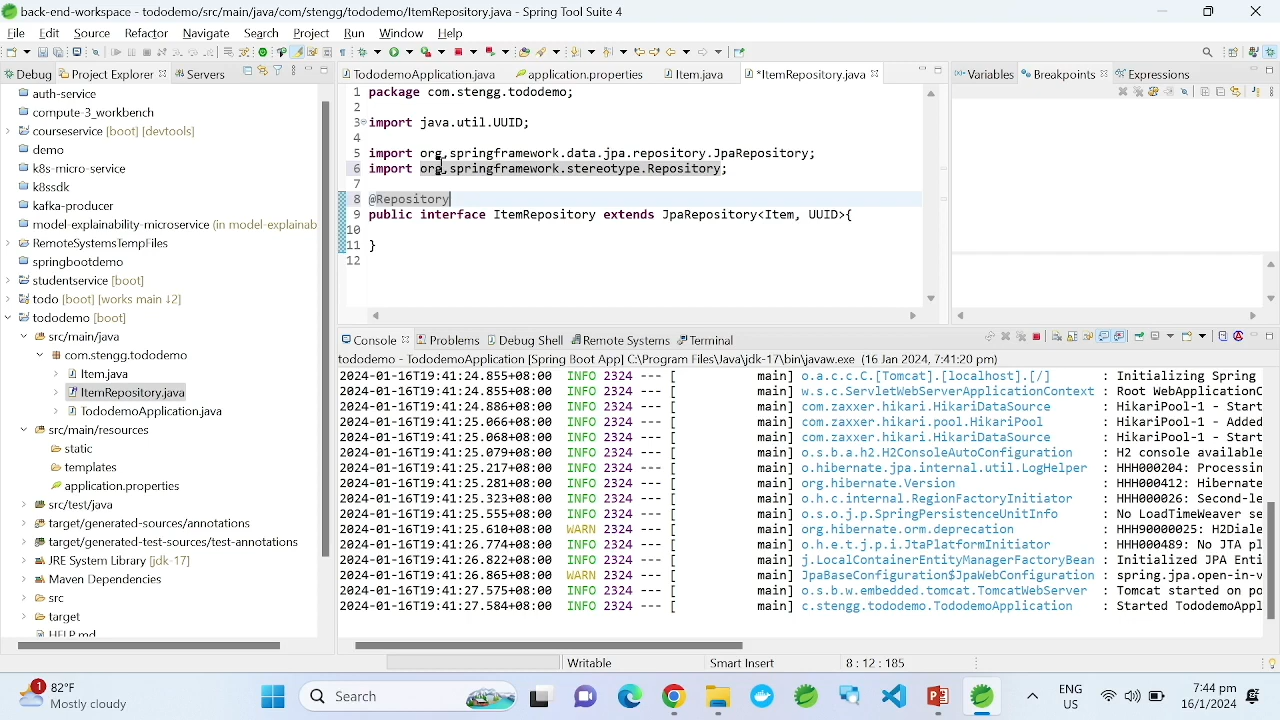 back-end-workspace - tododemo/src/main/java/com/stengg/tododemo/ItemRepository.java - Spring Tool Suite 4
File Edit Source Refactor Navigate Search Project Run Window Help
Debug Project Explorer Servers
auth-service
compute-3_workbench
courseservice [boot] [devtools]
demo
k8s-micro-service
k8ssdk
kafka-producer
model-explainability-microservice (in model-explainab
RemoteSystemsTempFiles
springbootdemo
studentservice [boot]
todo [boot] [works main ↓2]
tododemo [boot]
src/main/java
com.stengg.tododemo
Item.java
ItemRepository.java
TododemoApplication.java
src/main/resources
static
templates
application.properties
src/test/java
target/generated-sources/annotations
target/generated-test-sources/test-annotations
JRE System Library [jdk-17]
Maven Dependencies
src
target
HELP.md
TododemoApplication.java application.properties Item.java *ItemRepository.java
1 package com.stengg.tododemo;
2
3 import java.util.UUID;
4
5 import org.springframework.data.jpa.repository.JpaRepository;
6 import org.springframework.stereotype.Repository;
7
8 @Repository
9 public interface ItemRepository extends JpaRepository<Item, UUID>{
10
11 }
12
Variables Breakpoints Expressions
Console Problems Debug Shell Remote Systems Terminal
tododemo - TododemoApplication [Spring Boot App] C:\Program Files\Java\jdk-17\bin\javaw.exe (16 Jan 2024, 7:41:20 pm)
2024-01-16T19:41:24.855+08:00 INFO 2324 --- [ main] o.a.c.c.C.[Tomcat].[localhost].[/] : Initializing Spring
2024-01-16T19:41:24.855+08:00 INFO 2324 --- [ main] w.s.c.ServletWebServerApplicationContext : Root WebApplicationC
2024-01-16T19:41:24.886+08:00 INFO 2324 --- [ main] com.zaxxer.hikari.HikariDataSource : HikariPool-1 - Start
2024-01-16T19:41:25.066+08:00 INFO 2324 --- [ main] com.zaxxer.hikari.pool.HikariPool : HikariPool-1 - Added
2024-01-16T19:41:25.068+08:00 INFO 2324 --- [ main] com.zaxxer.hikari.HikariDataSource : HikariPool-1 - Start
2024-01-16T19:41:25.079+08:00 INFO 2324 --- [ main] o.s.b.a.h2.H2ConsoleAutoConfiguration : H2 console available
2024-01-16T19:41:25.217+08:00 INFO 2324 --- [ main] o.hibernate.jpa.internal.util.LogHelper : HHH000204: Processin
2024-01-16T19:41:25.281+08:00 INFO 2324 --- [ main] org.hibernate.Version : HHH000412: Hibernate
2024-01-16T19:41:25.323+08:00 INFO 2324 --- [ main] o.h.c.internal.RegionFactoryInitiator : HHH000026: Second-le
2024-01-16T19:41:25.555+08:00 INFO 2324 --- [ main] o.s.o.j.p.SpringPersistenceUnitInfo : No LoadTimeWeaver se
2024-01-16T19:41:25.610+08:00 WARN 2324 --- [ main] org.hibernate.orm.deprecation : HHH90000025: H2Diale
2024-01-16T19:41:26.774+08:00 INFO 2324 --- [ main] o.h.e.t.j.p.i.JtaPlatformInitiator : HHH000489: No JTA pl
2024-01-16T19:41:26.822+08:00 INFO 2324 --- [ main] j.LocalContainerEntityManagerFactoryBean : Initialized JPA Enti
2024-01-16T19:41:26.865+08:00 WARN 2324 --- [ main] JpaBaseConfiguration$JpaWebConfiguration : spring.jpa.open-in-v
2024-01-16T19:41:27.575+08:00 INFO 2324 --- [ main] o.s.b.w.embedded.tomcat.TomcatWebServer : Tomcat started on po
2024-01-16T19:41:27.584+08:00 INFO 2324 --- [ main] c.stengg.tododemo.TododemoApplication : Started TododemoAppl
Writable Smart Insert 8 : 12 : 185
1 82°F
Mostly cloudy
Search
ENG
US
7:44 pm
16/1/2024